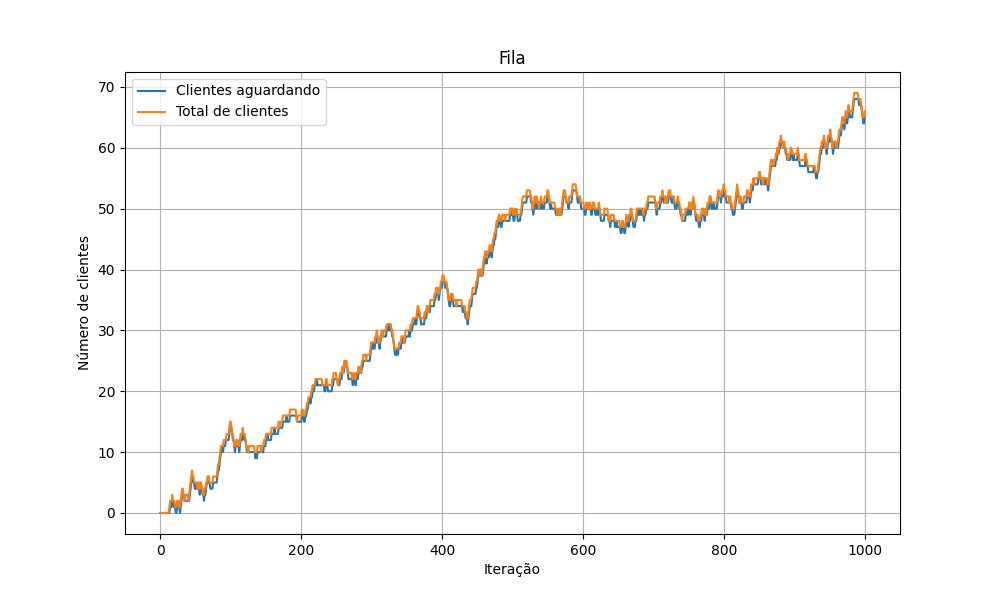 Fila
Clientes aguardando
Total de clientes
Número de clientes
70
60
50
40
30
20
10
0
0 200 400 600 800 1000
Iteração